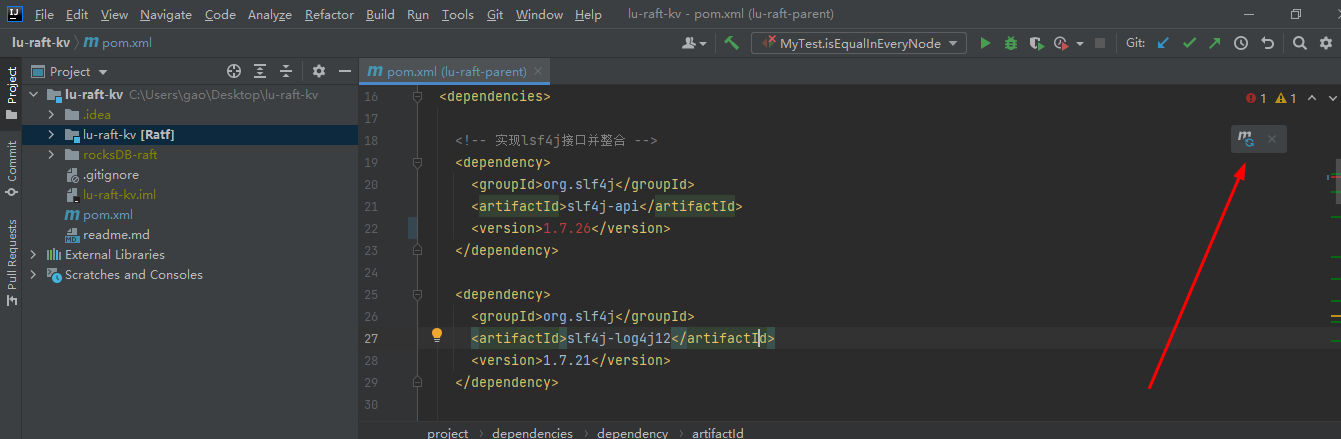 File Edit View Navigate Code Analyze Refactor Build Run Tools Git Window Help lu-raft-kv - pom.xml (lu-raft-parent)
lu-raft-kv pom.xml MyTest.isEqualInEveryNode Git:
Project
Project
Commit
Pull Requests
lu-raft-kv C:\Users\gao\Desktop\lu-raft-kv
.idea
lu-raft-kv [Ratf]
rocksDB-raft
.gitignore
lu-raft-kv.iml
pom.xml
readme.md
External Libraries
Scratches and Consoles
pom.xml (lu-raft-parent)
1 1
16 <dependencies>
17
18 <!-- 实现lsf4j接口并整合 -->
19 <dependency>
20 <groupId>org.slf4j</groupId>
21 <artifactId>slf4j-api</artifactId>
22 <version>1.7.26</version>
23 </dependency>
24
25 <dependency>
26 <groupId>org.slf4j</groupId>
27 <artifactId>slf4j-log4j12</artifactId>
28 <version>1.7.21</version>
29 </dependency>
30
project dependencies dependency artifactId